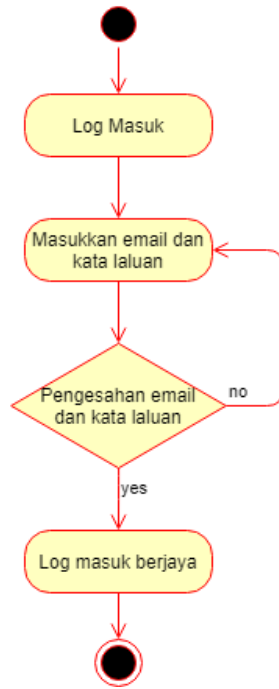 Log Masuk
Masukkan email dan
kata laluan
Pengesahan email
dan kata laluan
no
yes
Log masuk berjaya